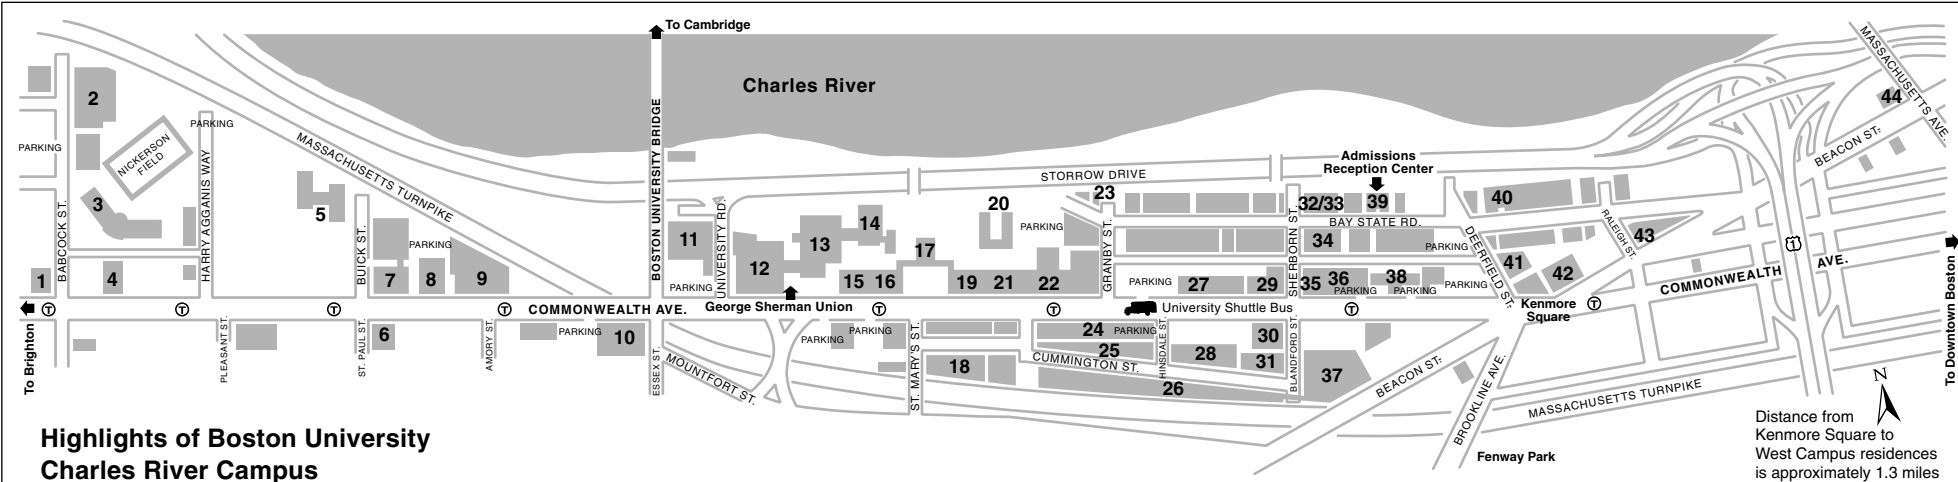 To Cambridge
Charles River
2
44
MASSACHUSETTS AVE.
PARKING
PARKING
NICKERSON
FIELD
HARRY AGGANIS WAY
MASSACHUSETTS TURNPIKE
BOSTON UNIVERSITY BRIDGE
BEACON ST.
Admissions
Reception Center
STORROW DRIVE
3
BABCOCK ST.
5
BUICK ST.
PARKING
UNIVERSITY RD.
14
20
23
32/33
39
40
BAY STATE RD.
RALEIGH ST.
43
PARKING
GRANBY ST.
SHERBORN ST.
34
PARKING
DEERFIELD ST.
11
13
17
12
1
4
7
8
9
PARKING
15
16
19
21
22
PARKING
27
29
35
36
PARKING
38
PARKING
PARKING
41
42
1
COMMONWEALTH AVE.
To Downtown Boston
To Brighton
T
T
T
T
COMMONWEALTH AVE.
George Sherman Union
T
T
University Shuttle Bus
T
Kenmore
Square
T
PLEASANT ST.
ST. PAUL ST.
6
AMORY ST.
PARKING
10
ESSEX ST.
MOUNTFORT ST.
PARKING
PARKING
ST. MARY'S ST.
18
24
PARKING
25
CUMMINGTON ST.
HINSDALE ST.
28
30
31
26
BLANDFORD ST.
37
BEACON ST.
BROOKLINE AVE.
MASSACHUSETTS TURNPIKE
Fenway Park
N
Distance from
Kenmore Square to
West Campus residences
is approximately 1.3 miles
Highlights of Boston University
Charles River Campus